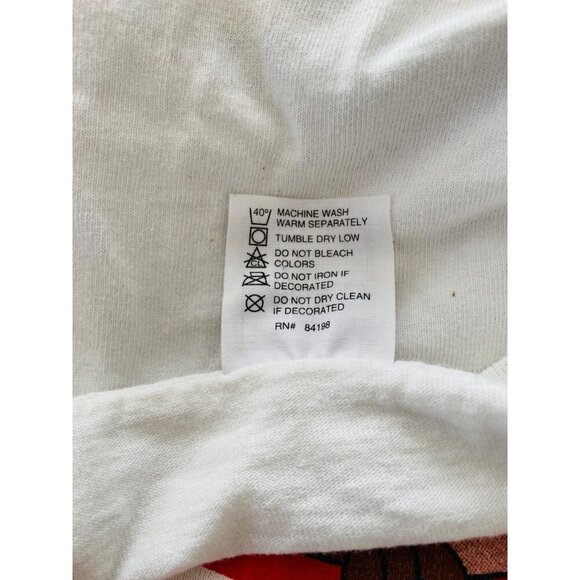 40° MACHINE WASH
WARM SEPARATELY
TUMBLE DRY LOW
DO NOT BLEACH
CL COLORS
DO NOT IRON IF
DECORATED
DO NOT DRY CLEAN
IF DECORATED
RN# 84198